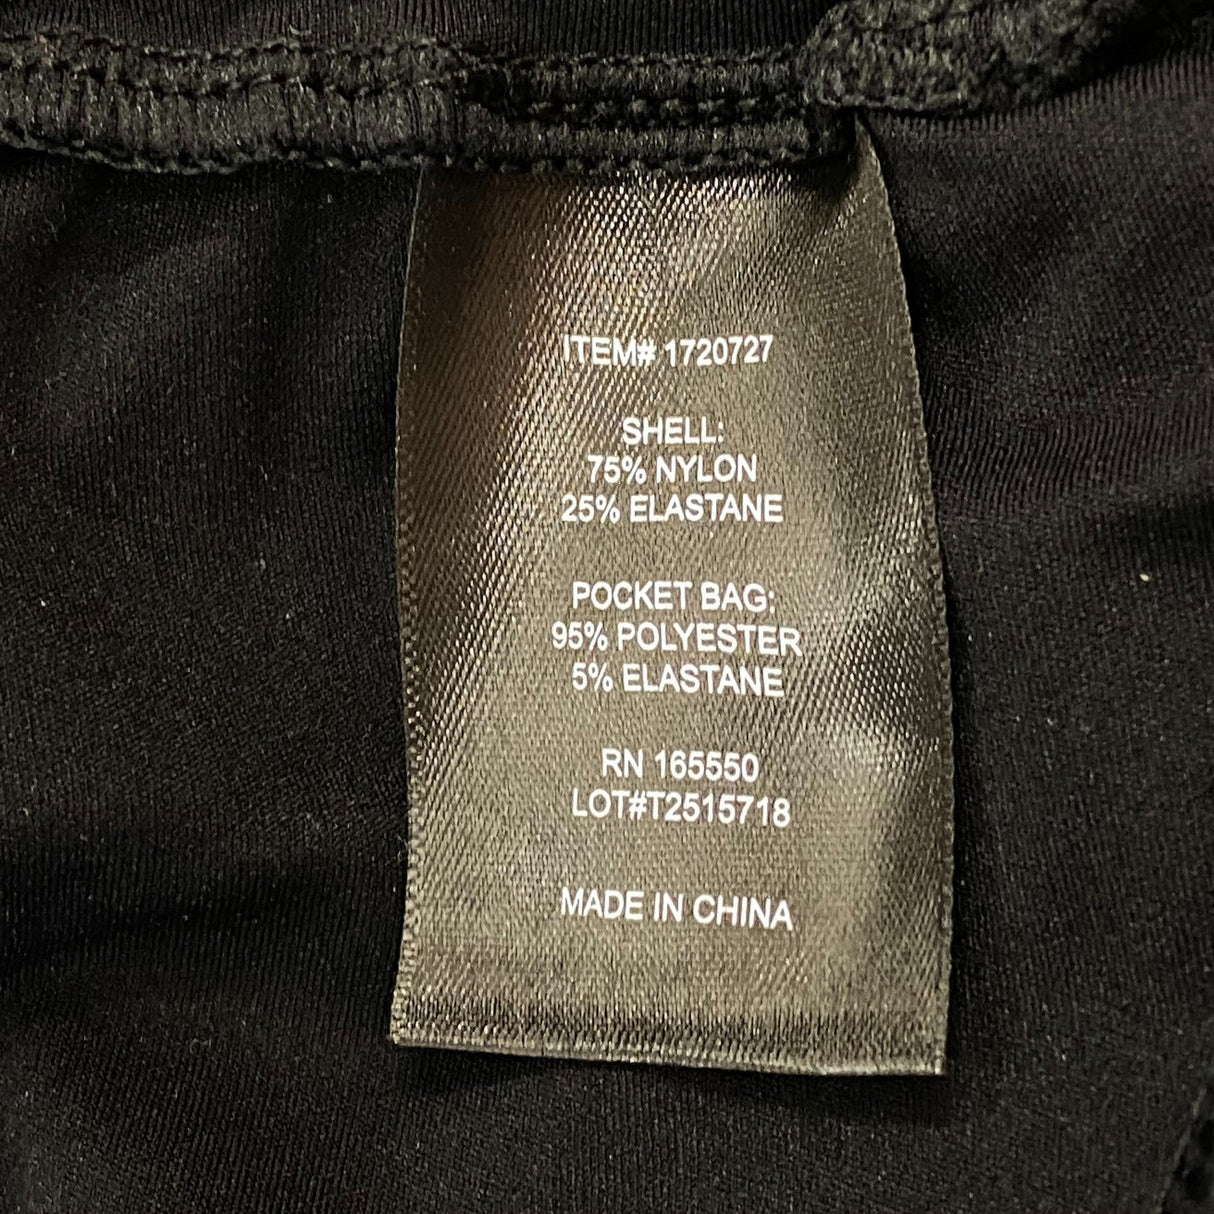 ITEM# 1720727
SHELL:
75% NYLON
25% ELASTANE
POCKET BAG:
95% POLYESTER
5% ELASTANE
RN 165550
LOT#T2515718
MADE IN CHINA